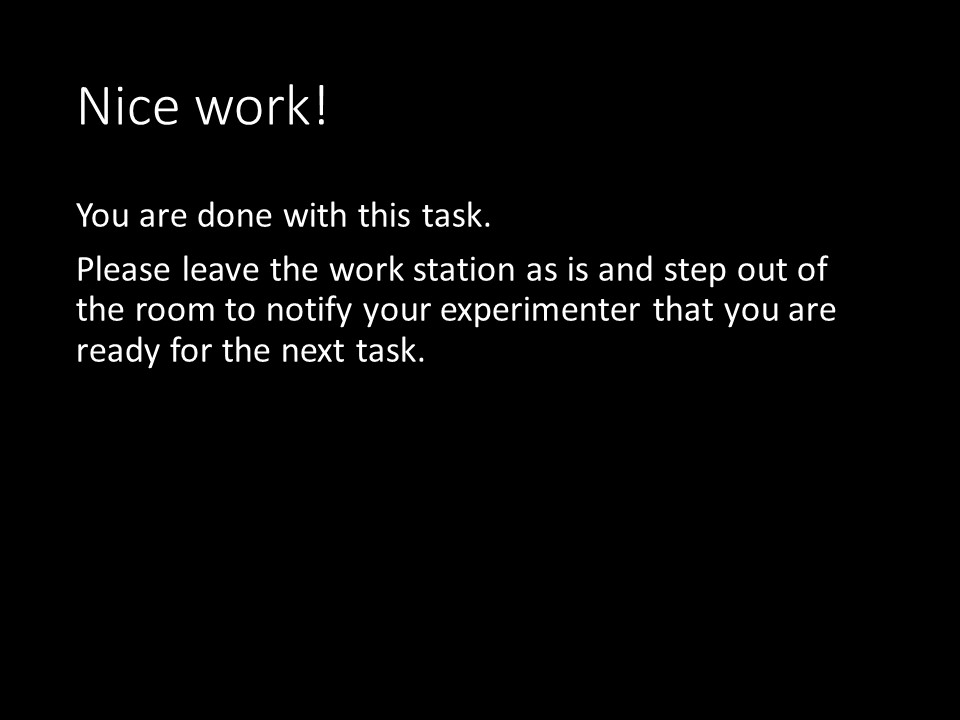 Nice work!
You are done with this task.
Please leave the work station as is and step out of
the room to notify your experimenter that you are
ready for the next task.